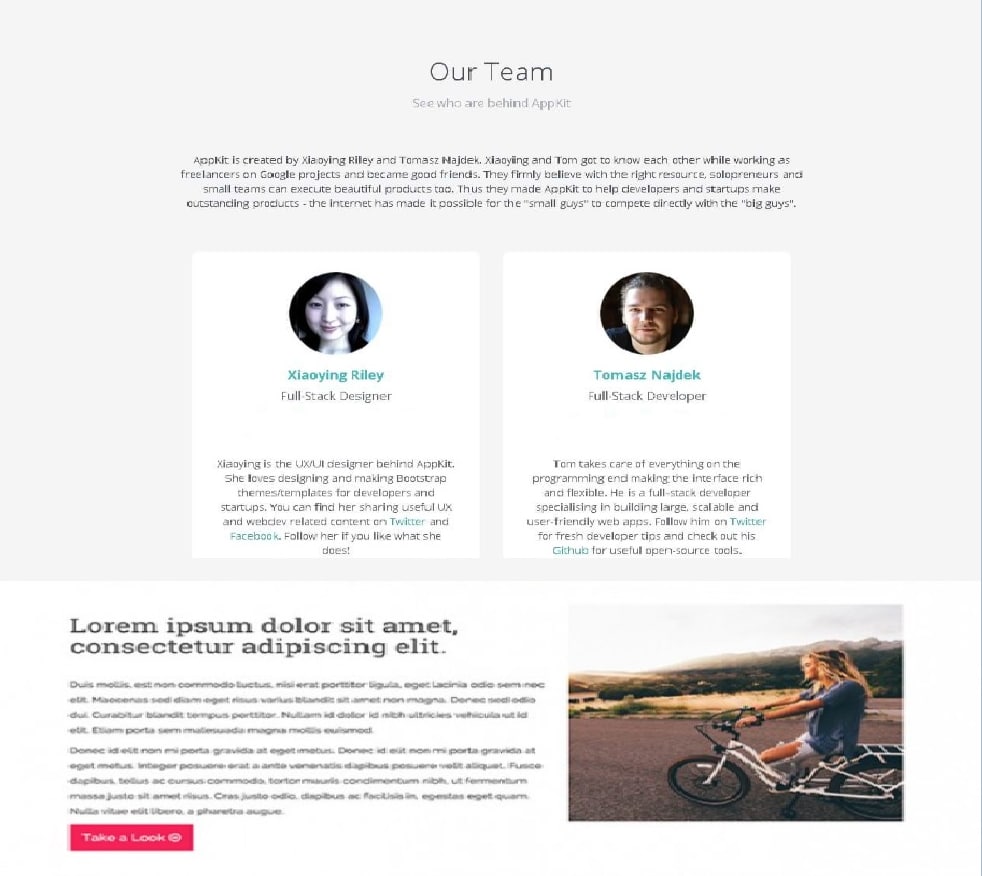 Our Team
See who are behind AppKit
AppKit is created by Xiaoying Riley and Tomasz Najdek. Xiaoying and Tom got to know each other while working as
freelancers on Google projects and became good friends. They firmly believe with the right resource, solopreneurs and
small teams can execute beautiful products too. Thus they made AppKit to help developers and startups make
outstanding products - the internet has made it possible for the "small guys" to compete directly with the "big guys".
Xiaoying Riley
Full-Stack Designer
Xiaoying is the UX/UI designer behind AppKit.
She loves designing and making Bootstrap
themes/templates for developers and
startups. You can find her sharing useful UX
and webdev related content on Twitter and
Facebook. Follow her if you like what she
does!
Tomasz Najdek
Full-Stack Developer
Tom takes care of everything on the
programming end making the interface rich
and flexible. He is a full-stack developer
specialising in building large, scalable and
user-friendly web apps. Follow him on Twitter
for fresh developer tips and check out his
Github for useful open-source tools.
Lorem ipsum dolor sit amet,
consectetur adipiscing elit.
Duis mollis, est non commodo luctus, nisi erat porttitor ligula, eget lacinia odio sem nec
elit. Maecenas sed diam eget risus varius blandit sit amet non magna. Donec sed odio
dui. Curabitur blandit tempus porttitor. Nullam id dolor id nibh ultricies vehicula ut id
elit. Etiam porta sem malesuada magna mollis euismod.
Donec id elit non mi porta gravida at eget metus. Donec id elit non mi porta gravida at
eget metus. Integer posuere erat a ante venenatis dapibus posuere velit aliquet. Fusce
dapibus, tellus ac cursus commodo, tortor mauris condimentum nibh, ut fermentum
massa justo sit amet risus. Cras justo odio, dapibus ac facilisis in, egestas eget quam.
Nulla vitae elit libero, a pharetra augue.
Take a Look